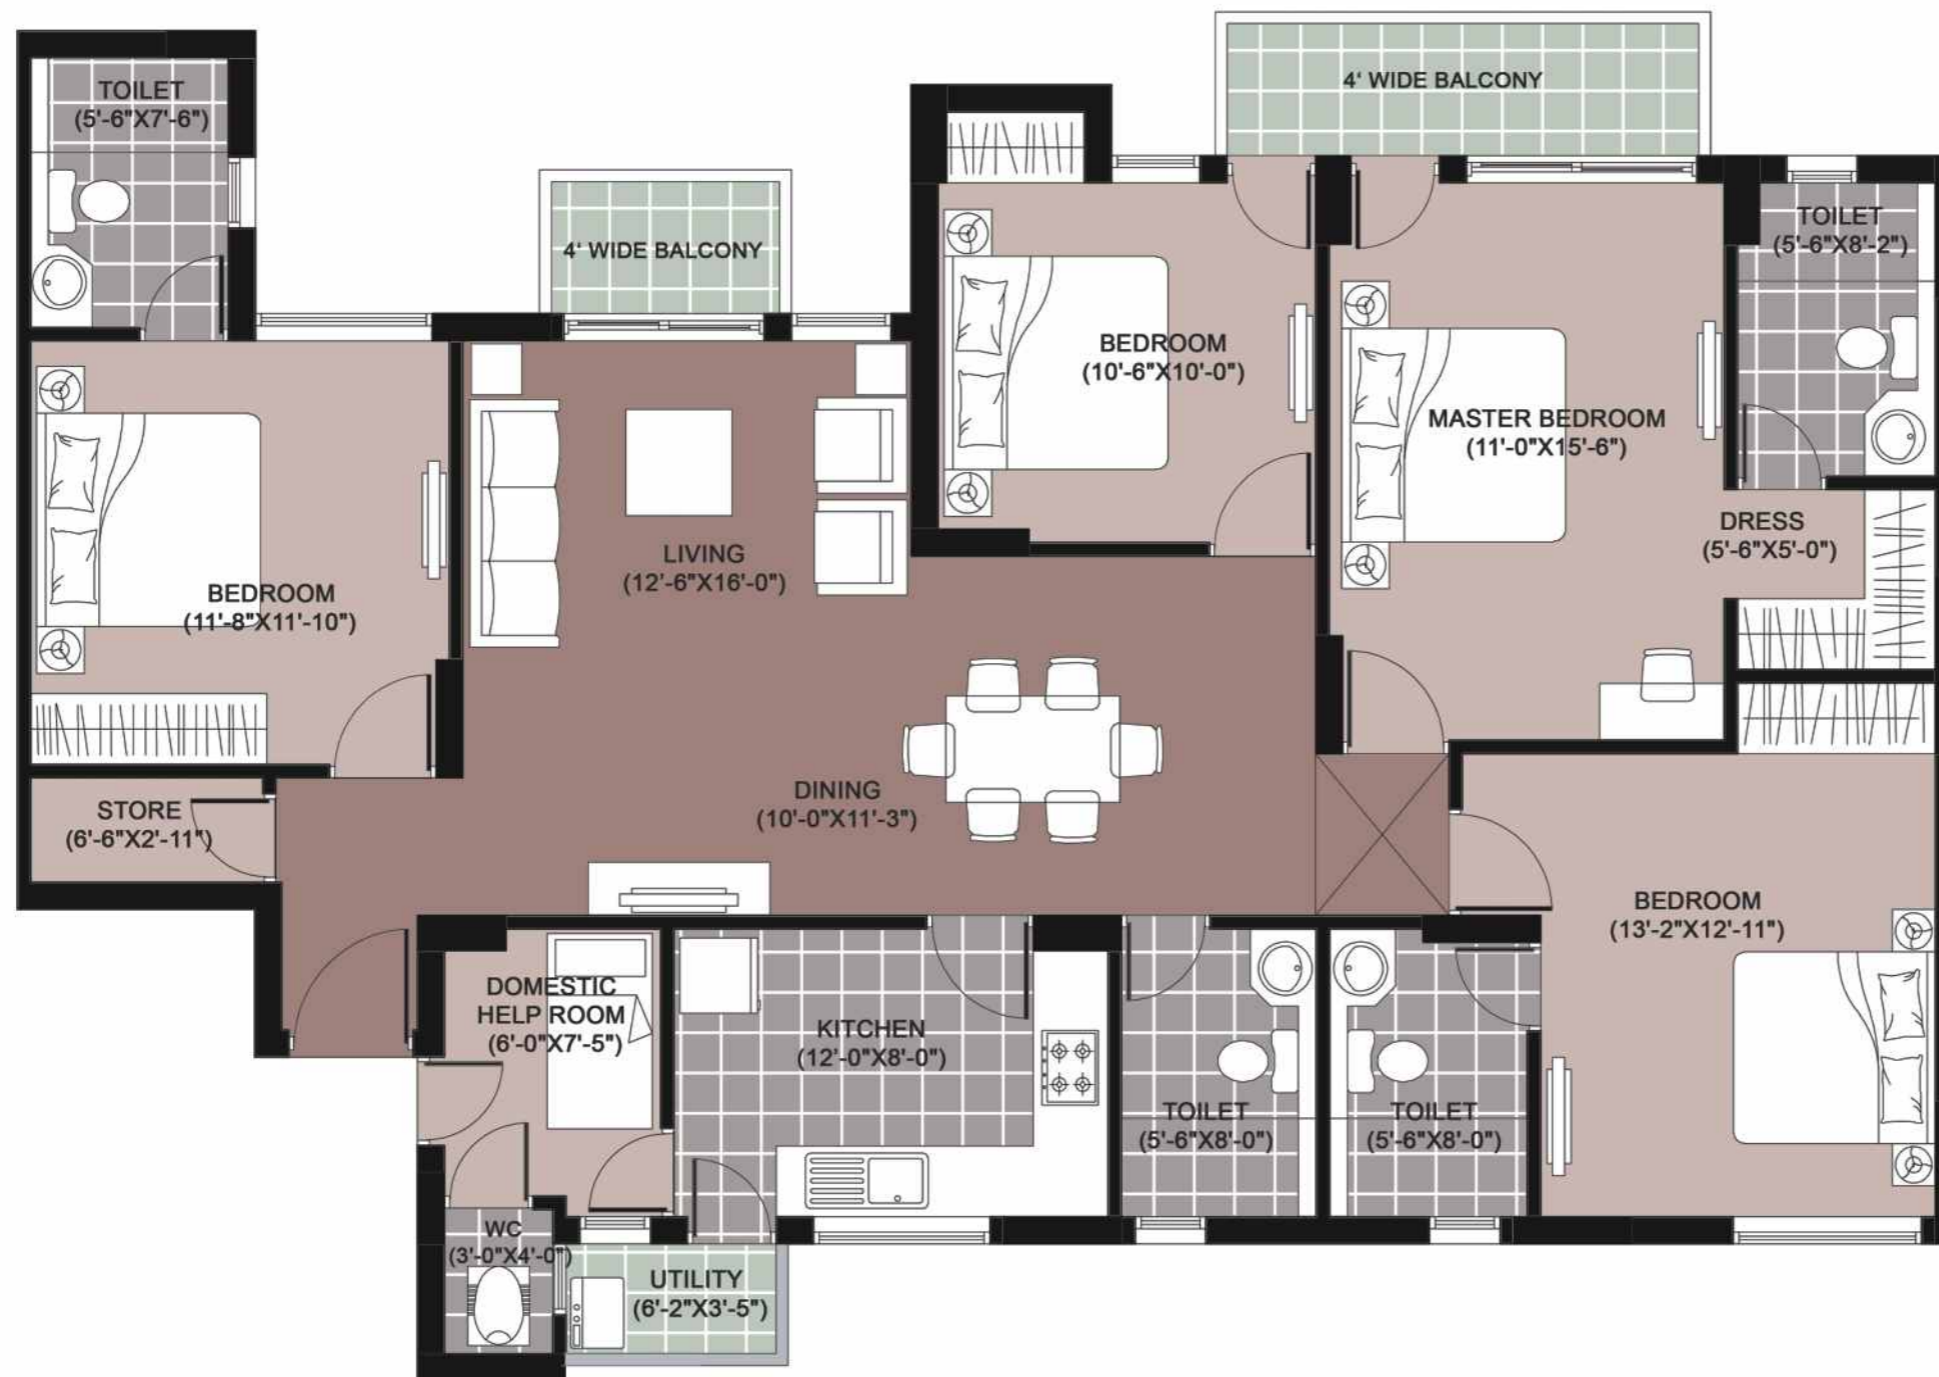 TOILET
(5'-6"X7'-6")
4' WIDE BALCONY
4' WIDE BALCONY
TOILET
(5'-6"X8'-2")
BEDROOM
(10'-6"X10'-0")
MASTER BEDROOM
(11'-0"X15'-6")
DRESS
(5'-6"X5'-0")
LIVING
(12'-6"X16'-0")
BEDROOM
(11'-8"X11'-10")
STORE
(6'-6"X2'-11")
DINING
(10'-0"X11'-3")
BEDROOM
(13'-2"X12'-11")
DOMESTIC
HELP ROOM
(6'-0"X7'-5")
KITCHEN
(12'-0"X8'-0")
TOILET
(5'-6"X8'-0")
TOILET
(5'-6"X8'-0")
WC
(3'-0"X4'-0")
UTILITY
(6'-2"X3'-5")